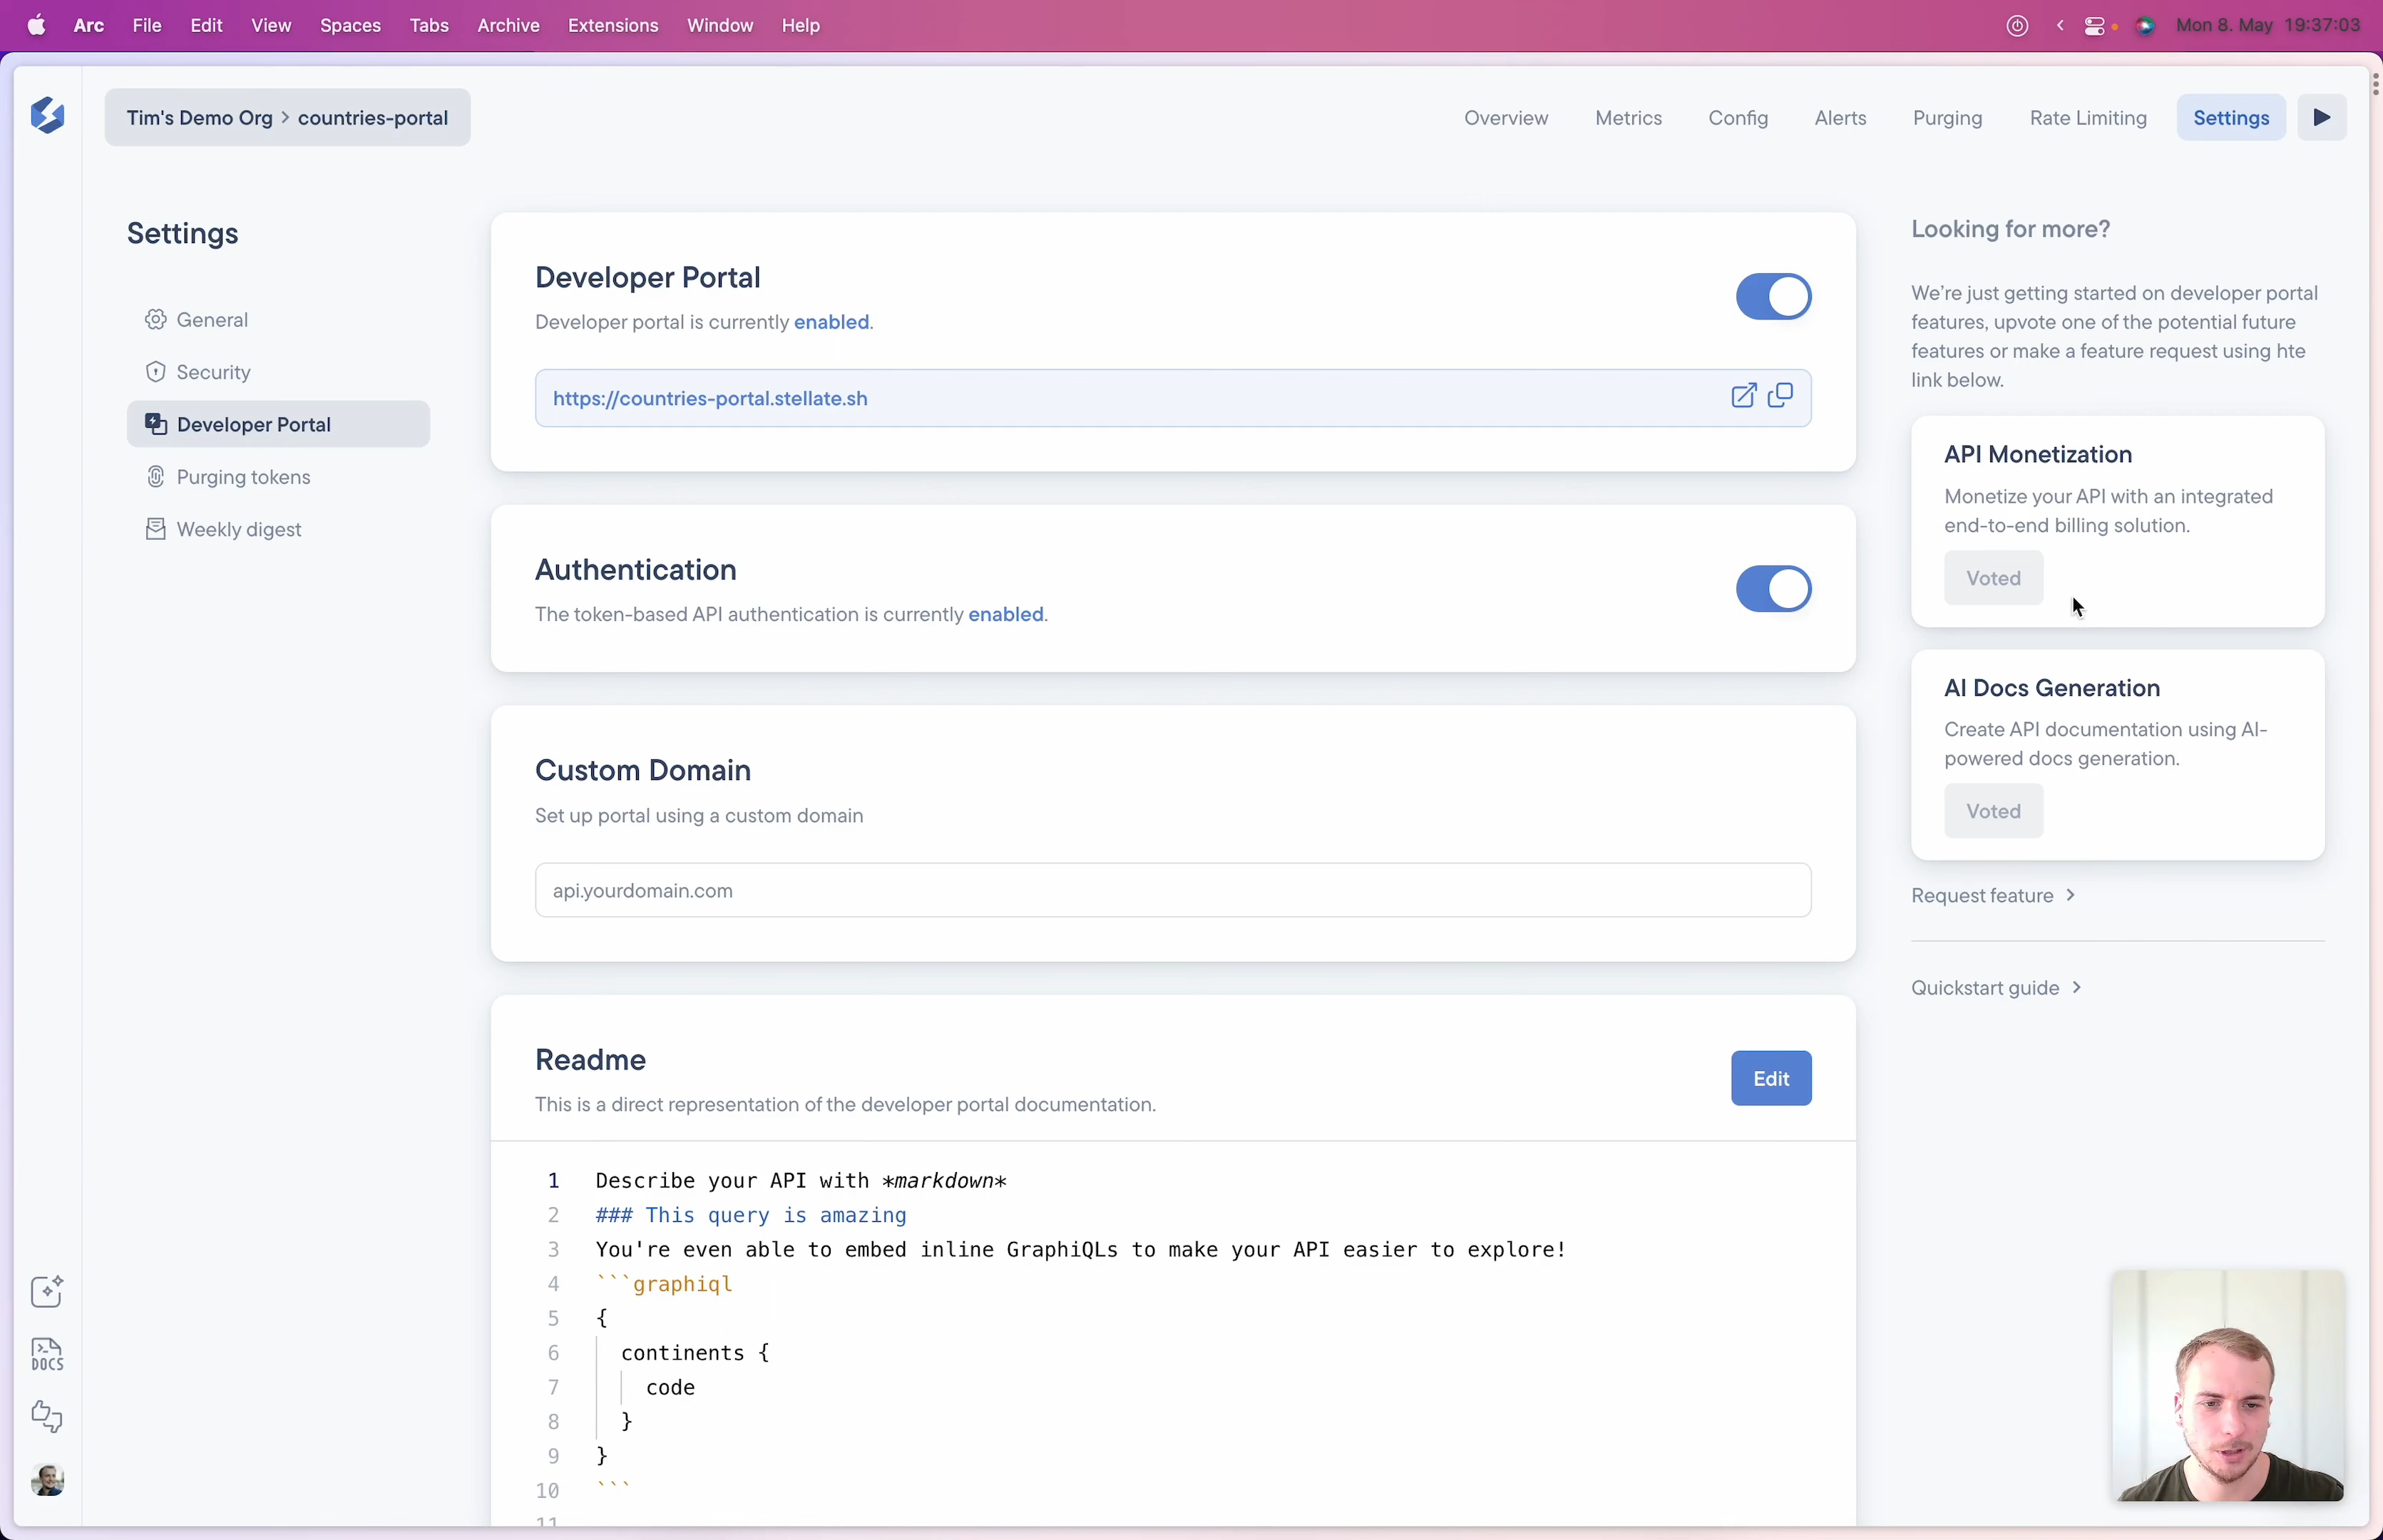 Arc File Edit View Spaces Tabs Archive Extensions Window Help
Mon 8. May 19:37:03
Tim's Demo Org > countries-portal
Overview Metrics Config Alerts Purging Rate Limiting Settings
Settings
General
Security
Developer Portal
Purging tokens
Weekly digest
DOCS
Developer Portal
Developer portal is currently enabled.
https://countries-portal.stellate.sh
Authentication
The token-based API authentication is currently enabled.
Custom Domain
Set up portal using a custom domain
api.yourdomain.com
Readme
This is a direct representation of the developer portal documentation.
Edit
1 Describe your API with *markdown*
2 ### This query is amazing
3 You're even able to embed inline GraphiQLs to make your API easier to explore!
4 ```graphiql
5 {
6 continents {
7 code
8 }
9 }
10 ```
11
Looking for more?
We're just getting started on developer portal
features, upvote one of the potential future
features or make a feature request using hte
link below.
API Monetization
Monetize your API with an integrated
end-to-end billing solution.
Voted
AI Docs Generation
Create API documentation using AI-
powered docs generation.
Voted
Request feature >
Quickstart guide >